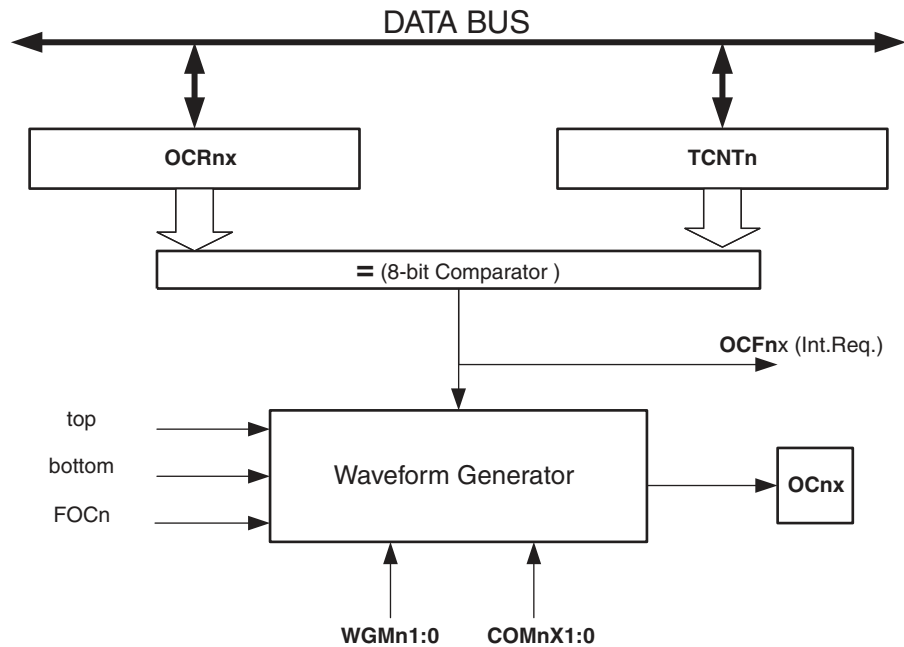 DATA BUS
OCRnx
TCNTn
= (8-bit Comparator )
OCFnx (Int.Req.)
top
bottom
FOCn
Waveform Generator
OCnx
WGMn1:0
COMnX1:0